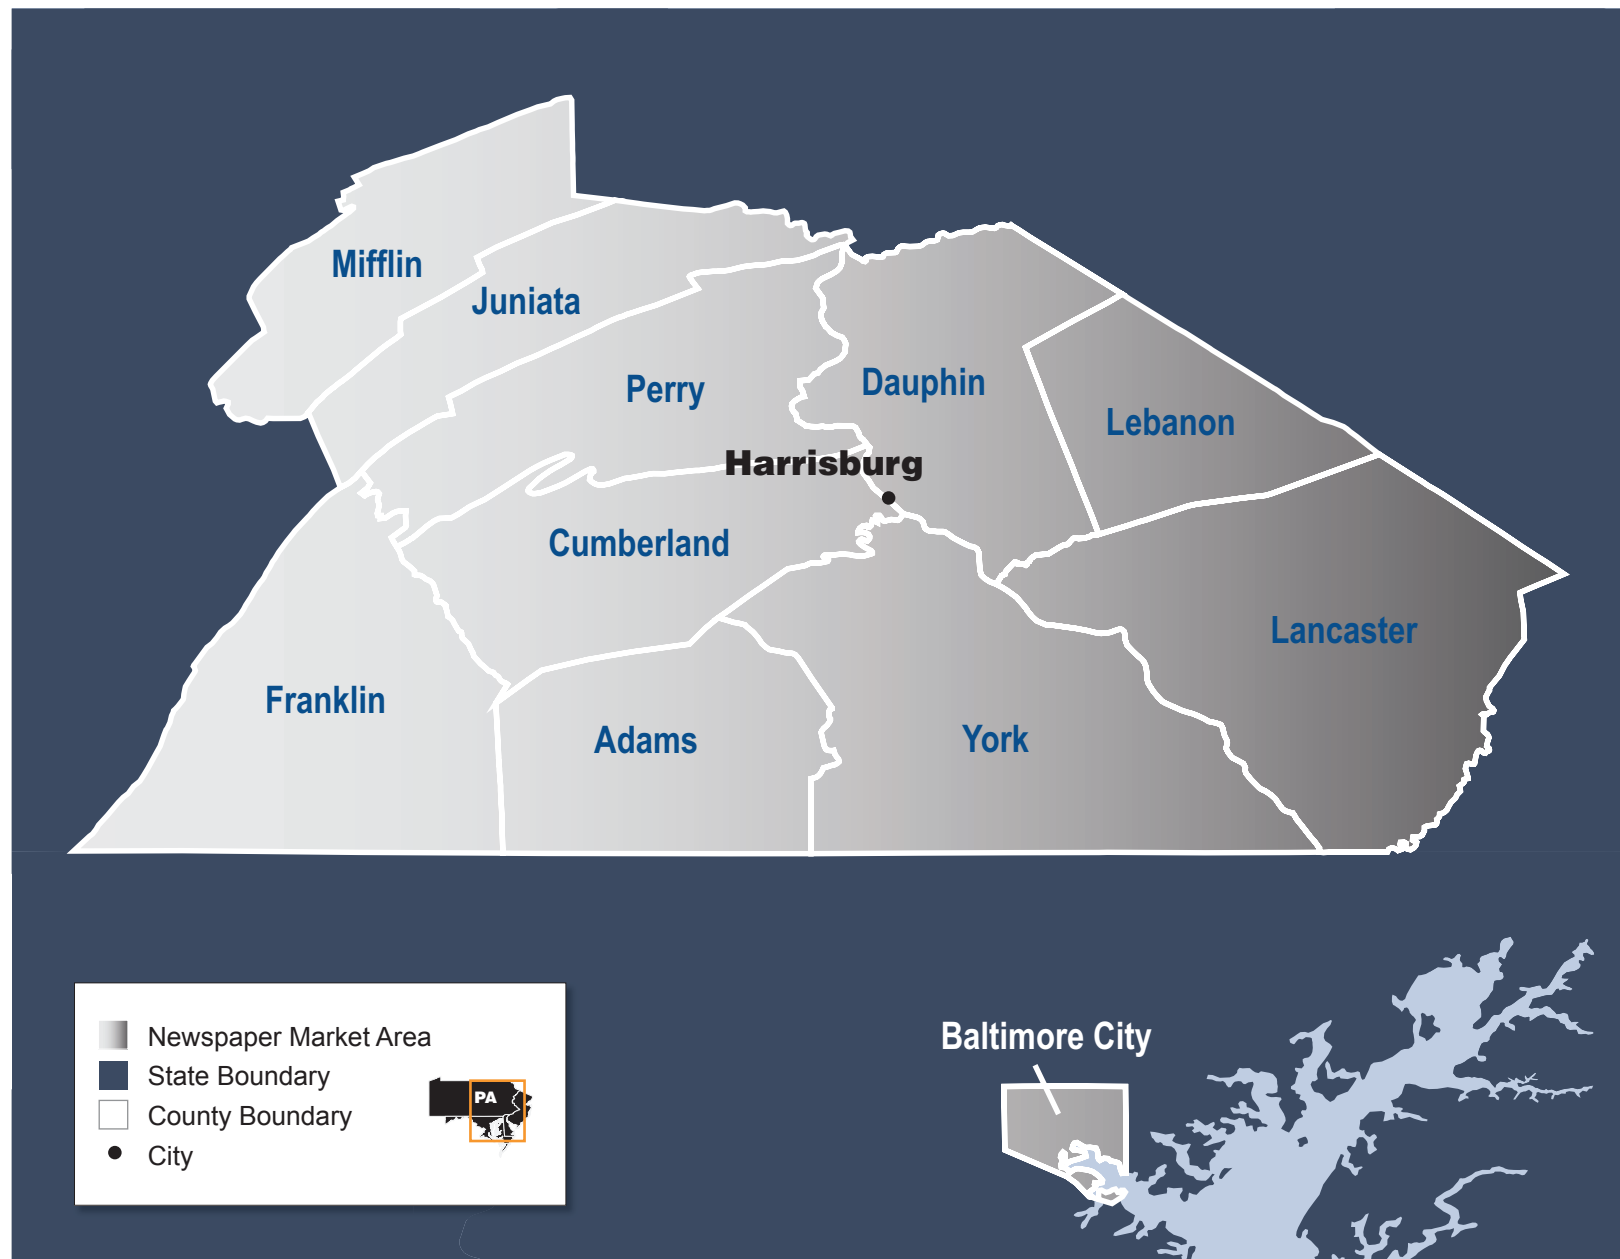 Mifflin
Juniata
Perry
Dauphin
Lebanon
Harrisburg
Cumberland
Lancaster
Franklin
Adams
York
Baltimore City
Newspaper Market Area
State Boundary
County Boundary
City
PA